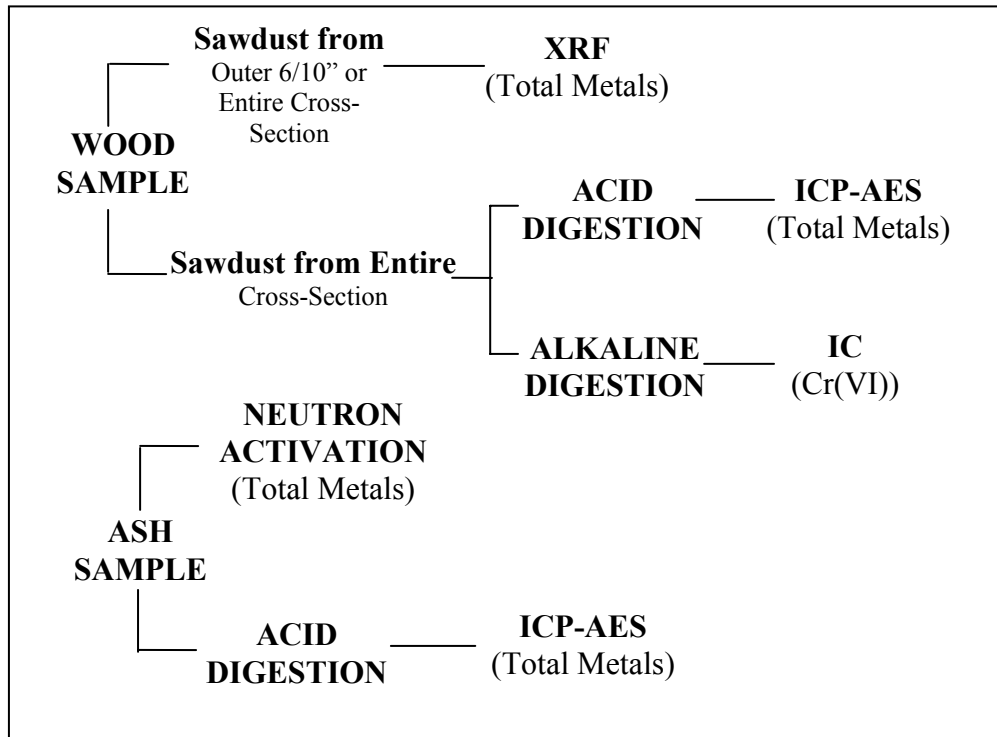 Sawdust from
Outer 6/10” or
Entire Cross-
Section
XRF
(Total Metals)
WOOD
SAMPLE
Sawdust from Entire
Cross-Section
ACID
DIGESTION
ICP-AES
(Total Metals)
ALKALINE
DIGESTION
IC
(Cr(VI))
NEUTRON
ACTIVATION
(Total Metals)
ASH
SAMPLE
ACID
DIGESTION
ICP-AES
(Total Metals)